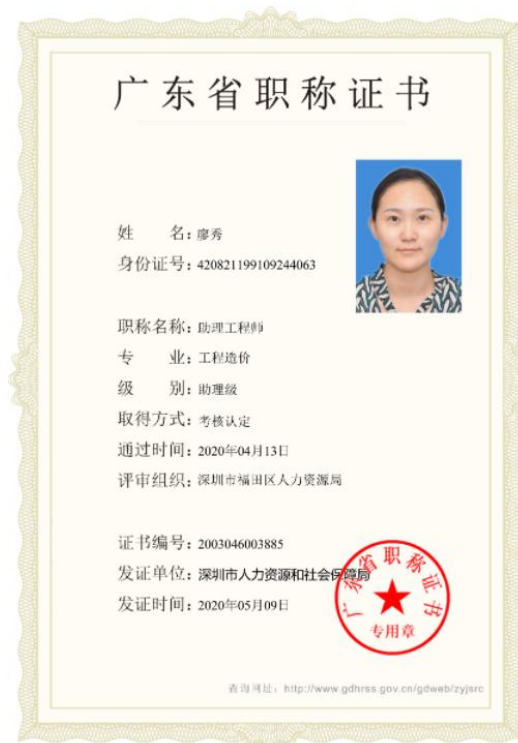 广东省职称证书
姓 名：廖秀
身份证号：420821199109244063
职称名称：助理工程师
专 业：工程造价
级 别：助理级
取得方式：考核认定
通过时间：2020年04月13日
评审组织：深圳市福田区人力资源局
证书编号：2003046003885
发证单位：深圳市人力资源和社会保障局
发证时间：2020年05月09日
广东省职称证书
专用章
查询网址：http://www.gdhrss.gov.cn/gdweb/zyjsrc